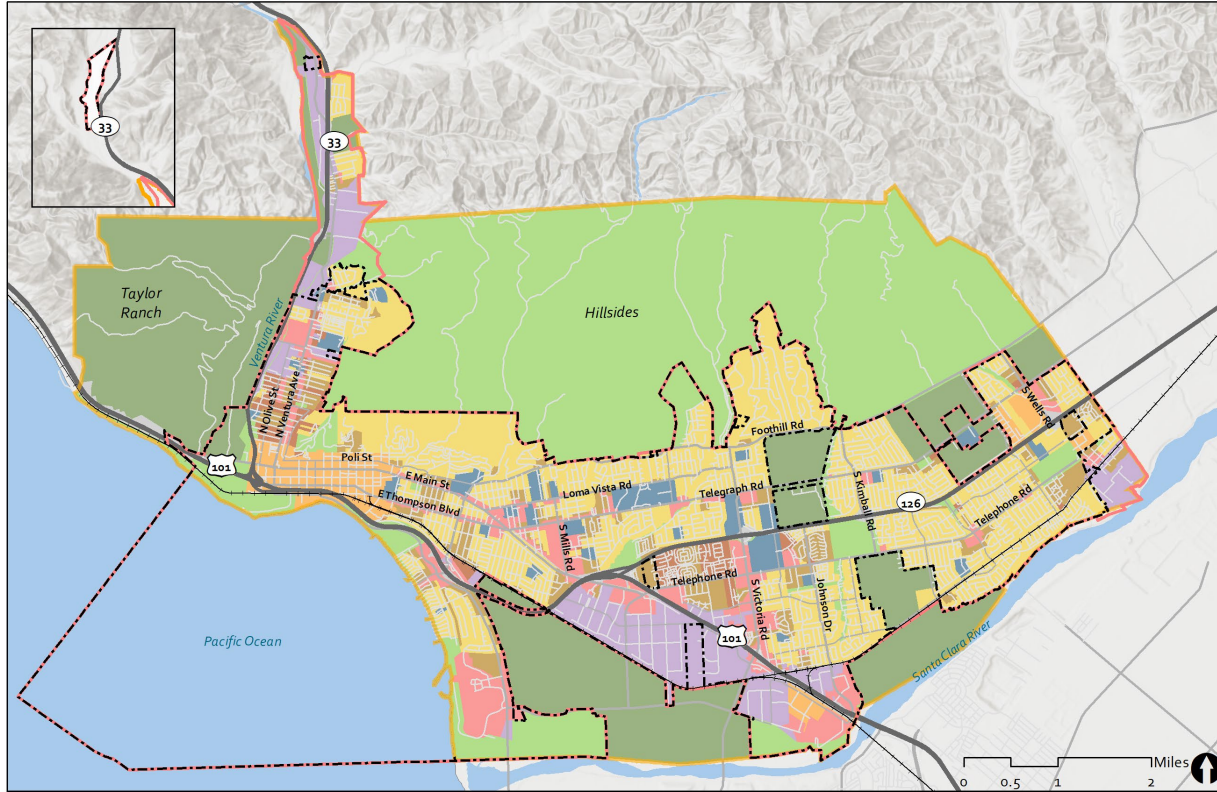 33
33
Taylor
Ranch
Ventura River
Hillsides
N Olive St
N Ventura Ave
S Wells Rd
Foothill Rd
Poli St
101
E Main St
E Thompson Blvd
Loma Vista Rd
Telegraph Rd
S Kimball Rd
126
Telephone Rd
S Mills Rd
Telephone Rd
S Victoria Rd
Johnson Dr
Pacific Ocean
101
Santa Clara River
Miles
0 0.5 1 2